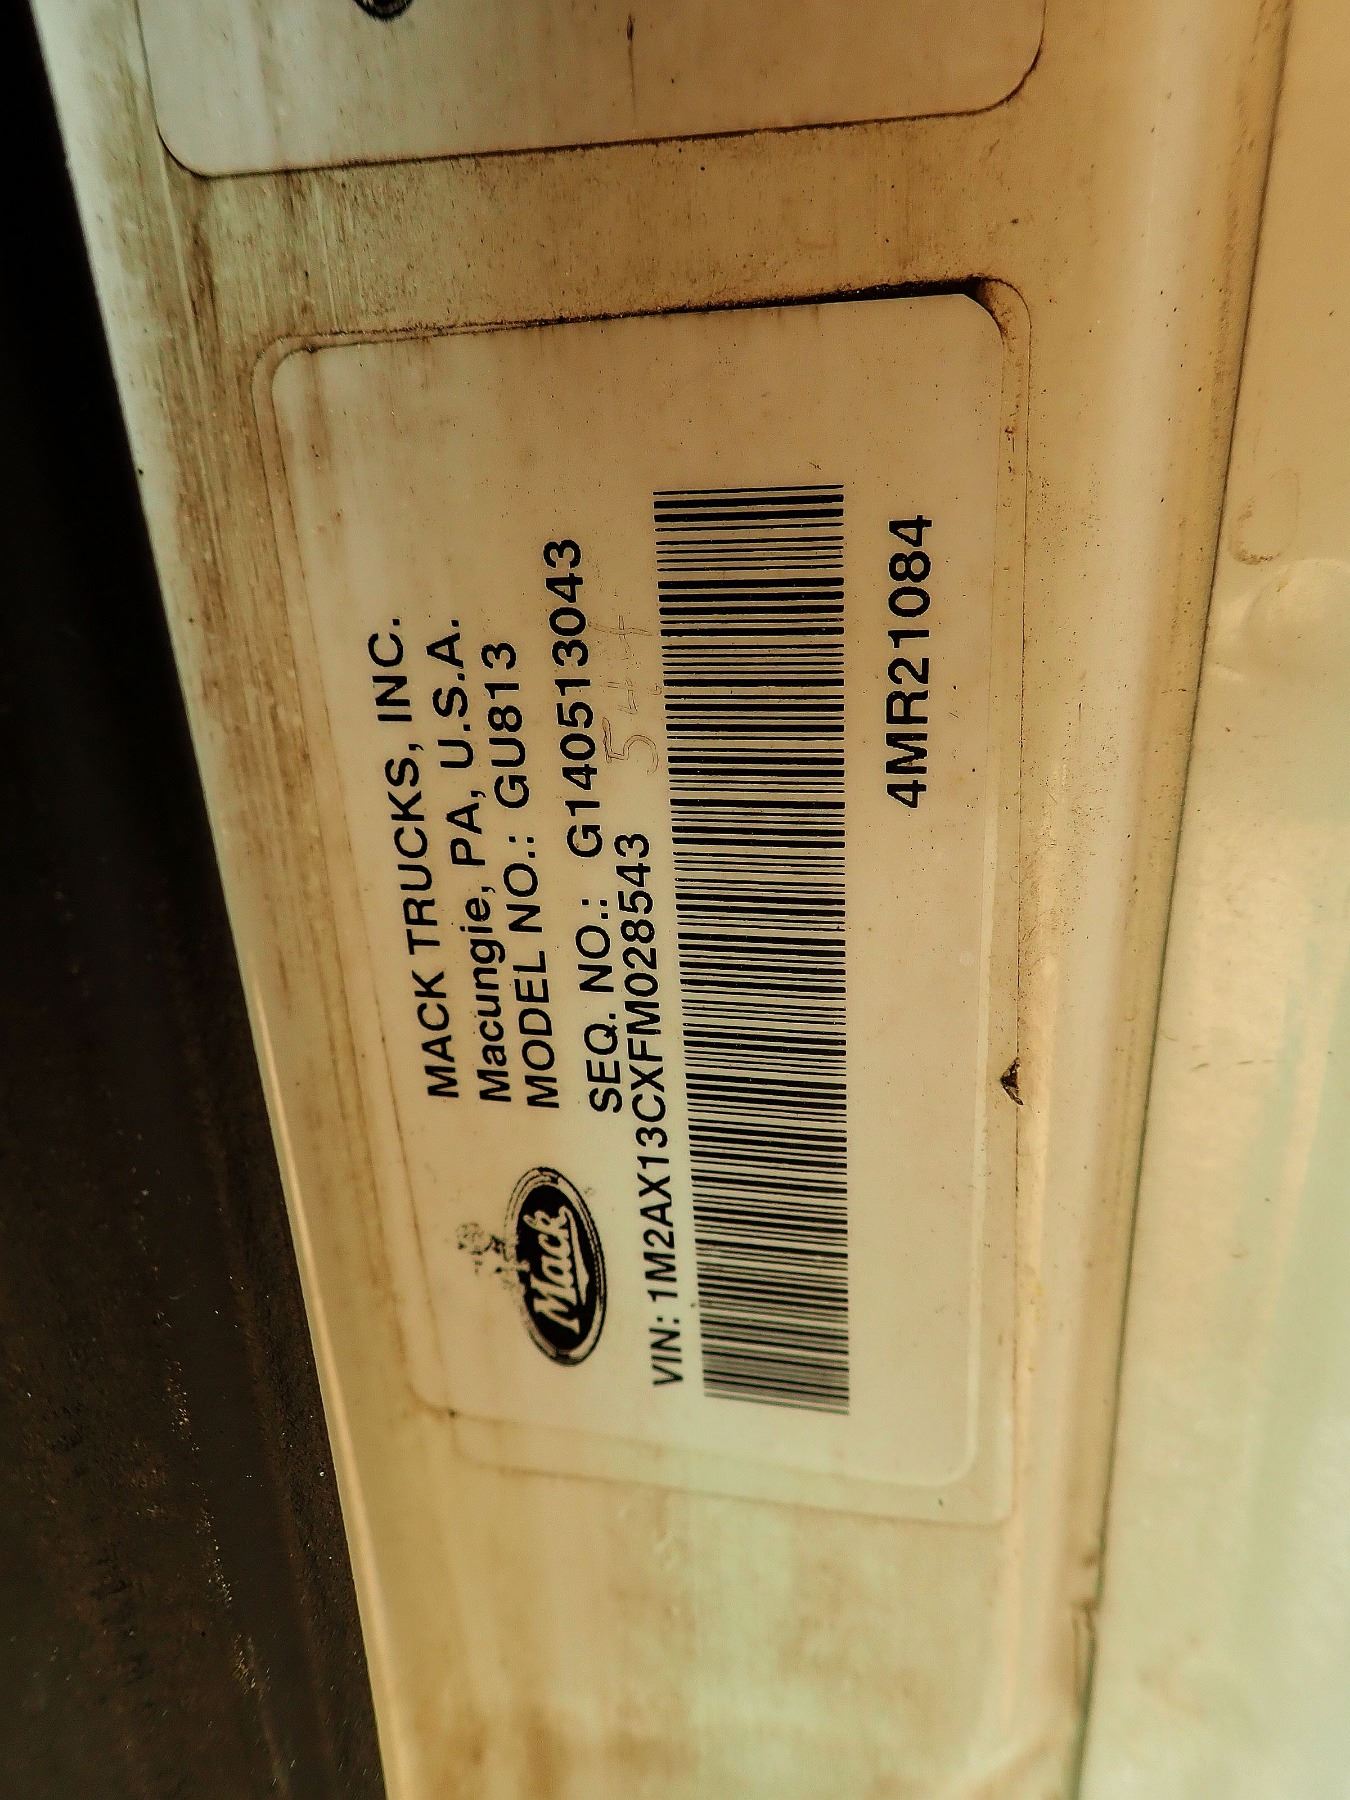 MACK TRUCKS, INC.
Macungie, PA, U.S.A.
MODEL NO.: GU813
SEQ. NO.: G140513043
Mack
VIN: 1M2AX13CXFM028543
4MR21084